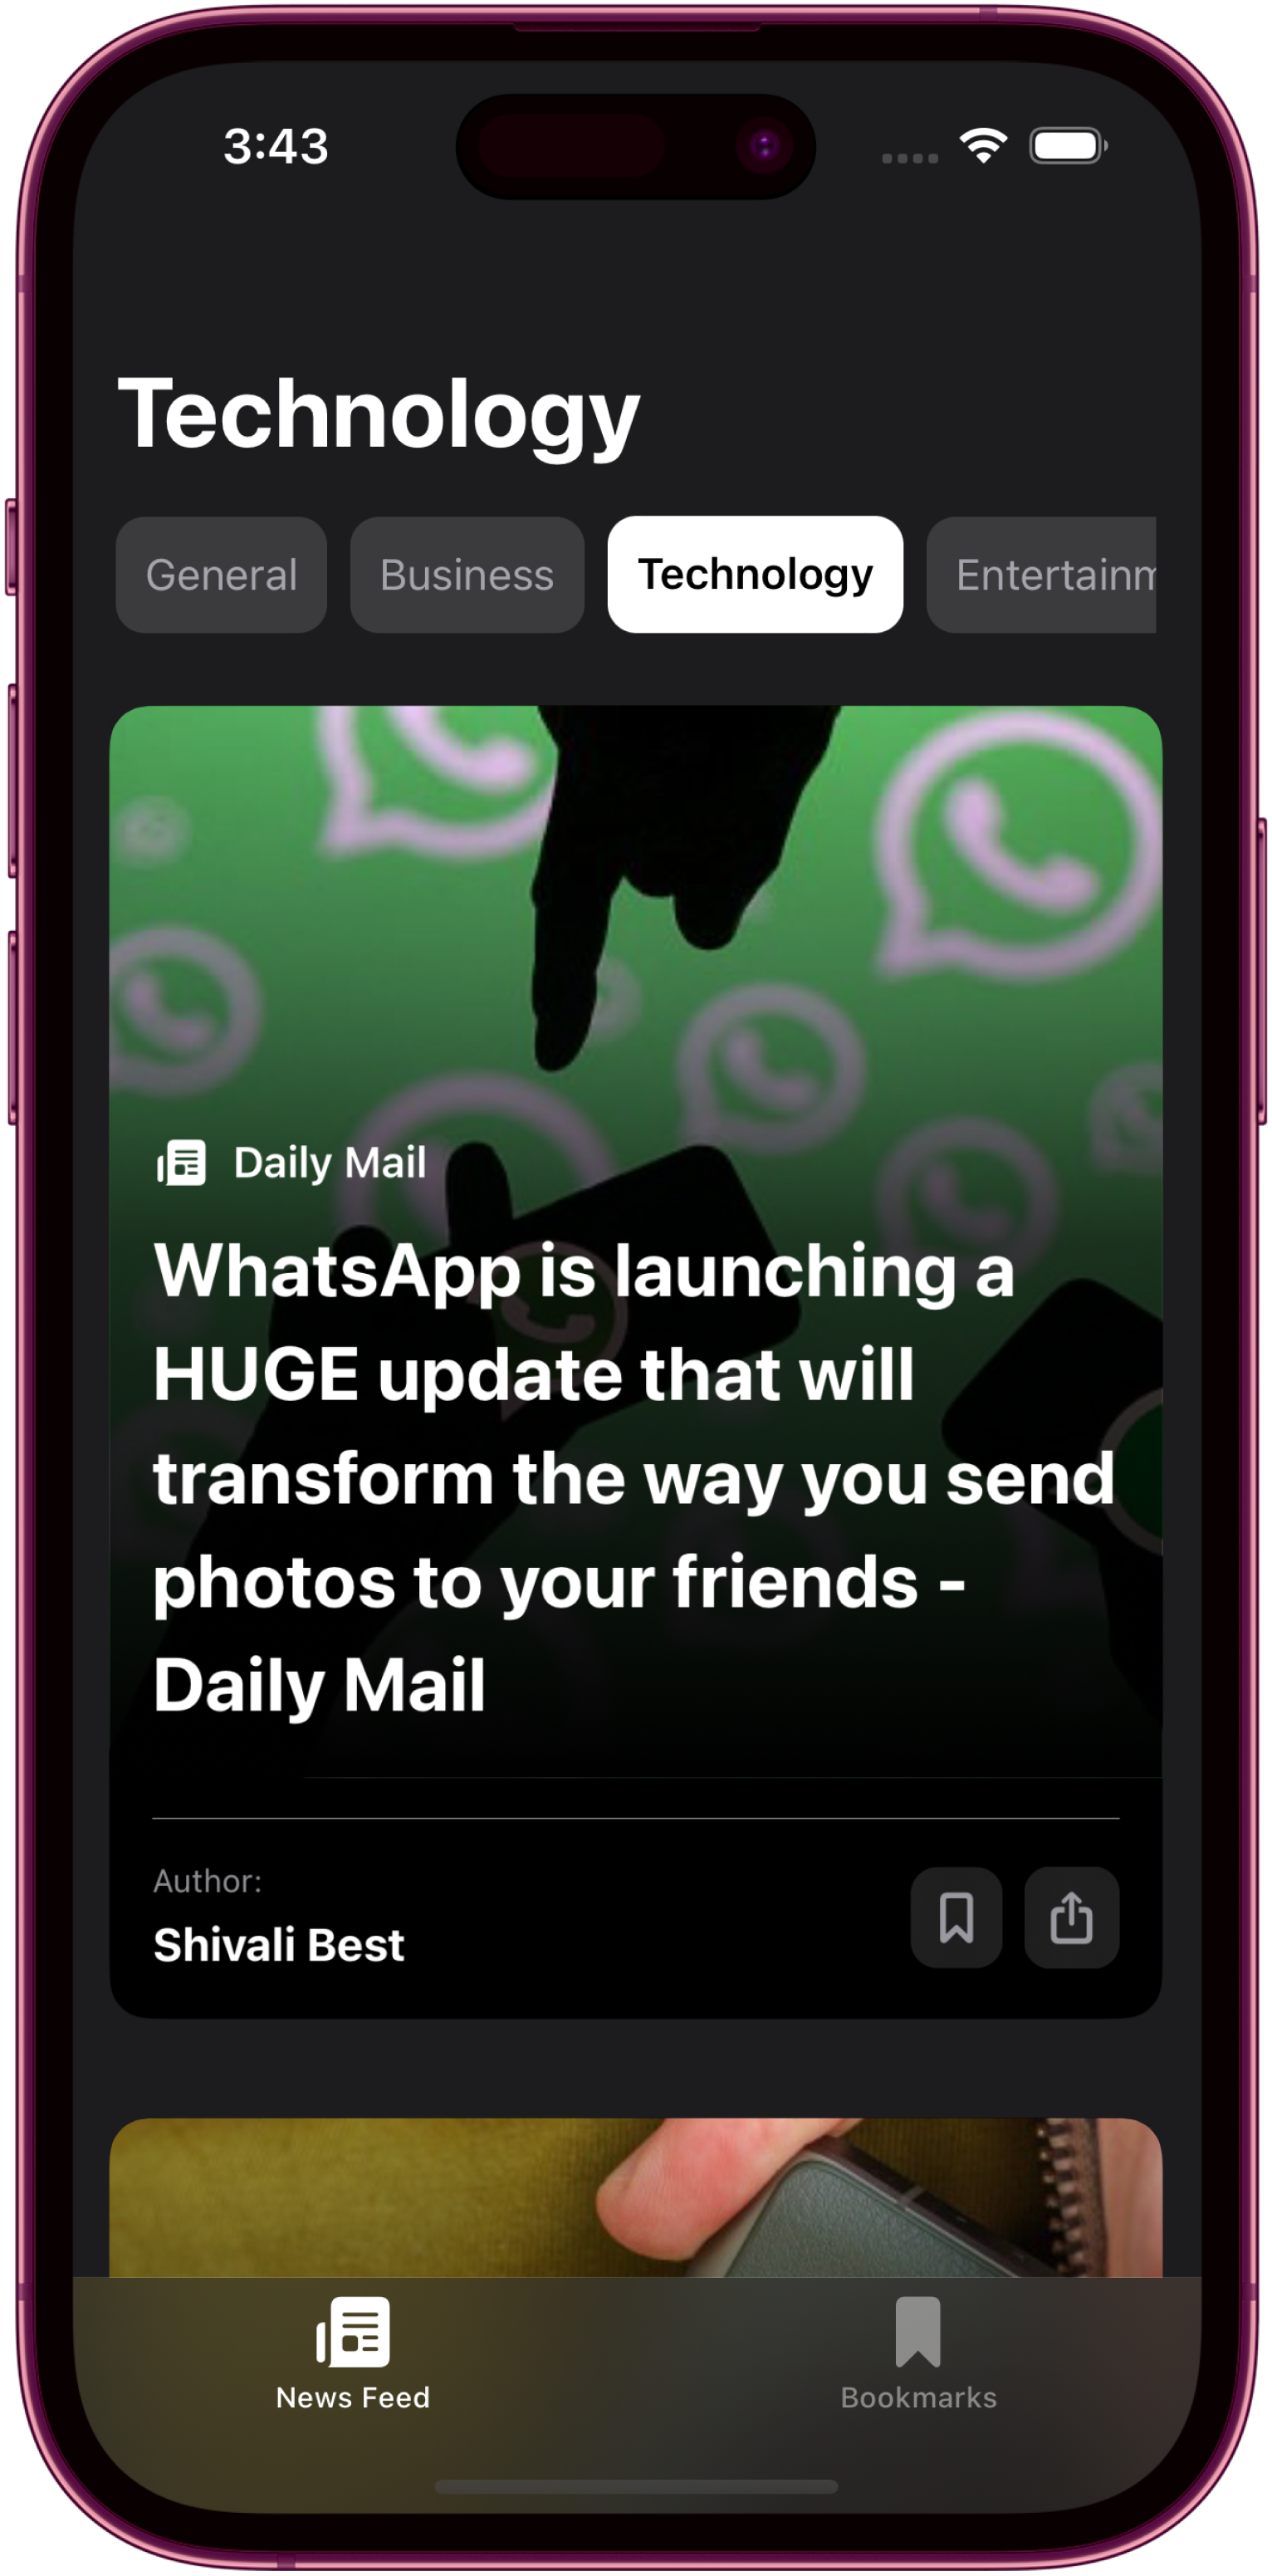 3:43
Technology
General Business Technology Entertainm
Daily Mail
WhatsApp is launching a
HUGE update that will
transform the way you send
photos to your friends -
Daily Mail
Author:
Shivali Best
News Feed Bookmarks